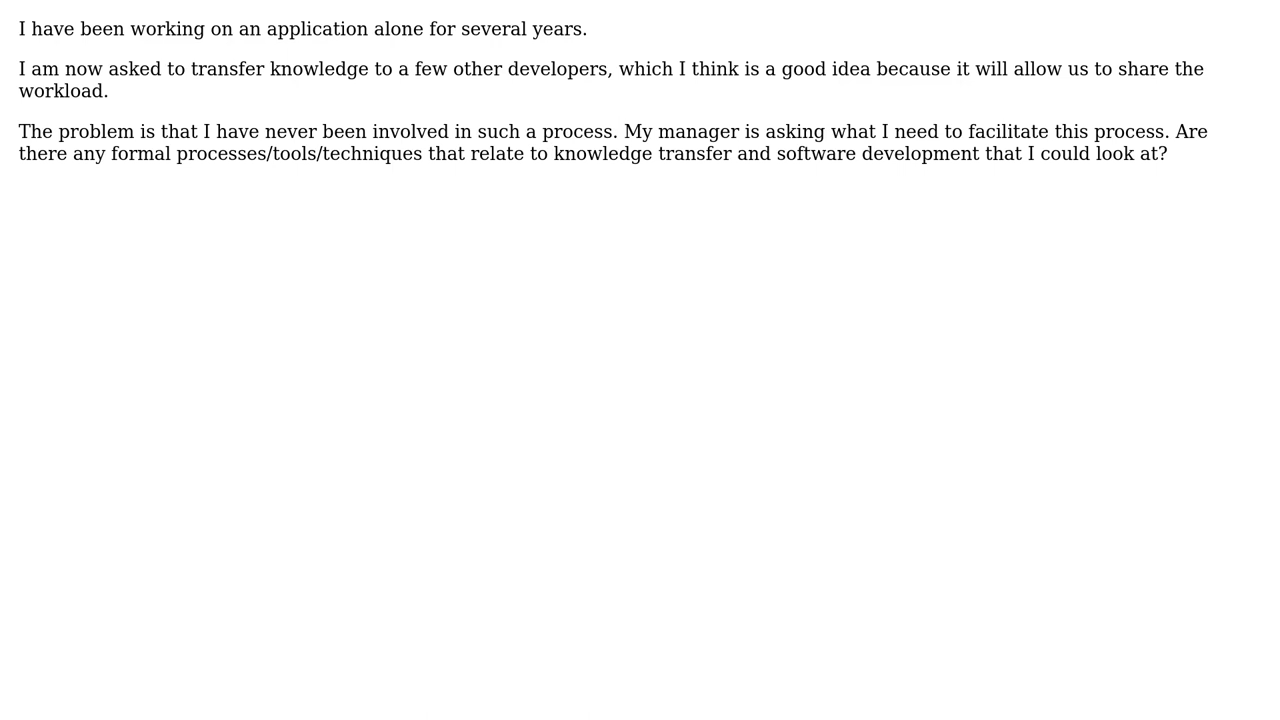 I have been working on an application alone for several years.
I am now asked to transfer knowledge to a few other developers, which I think is a good idea because it will allow us to share the
workload.
The problem is that I have never been involved in such a process. My manager is asking what I need to facilitate this process. Are
there any formal processes/tools/techniques that relate to knowledge transfer and software development that I could look at?